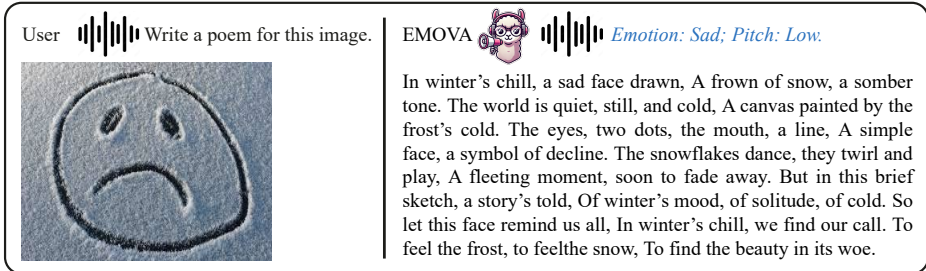 User Write a poem for this image.
EMOVA Emotion: Sad; Pitch: Low.
In winter’s chill, a sad face drawn, A frown of snow, a somber
tone. The world is quiet, still, and cold, A canvas painted by the
frost’s cold. The eyes, two dots, the mouth, a line, A simple
face, a symbol of decline. The snowflakes dance, they twirl and
play, A fleeting moment, soon to fade away. But in this brief
sketch, a story’s told, Of winter’s mood, of solitude, of cold. So
let this face remind us all, In winter’s chill, we find our call. To
feel the frost, to feelthe snow, To find the beauty in its woe.